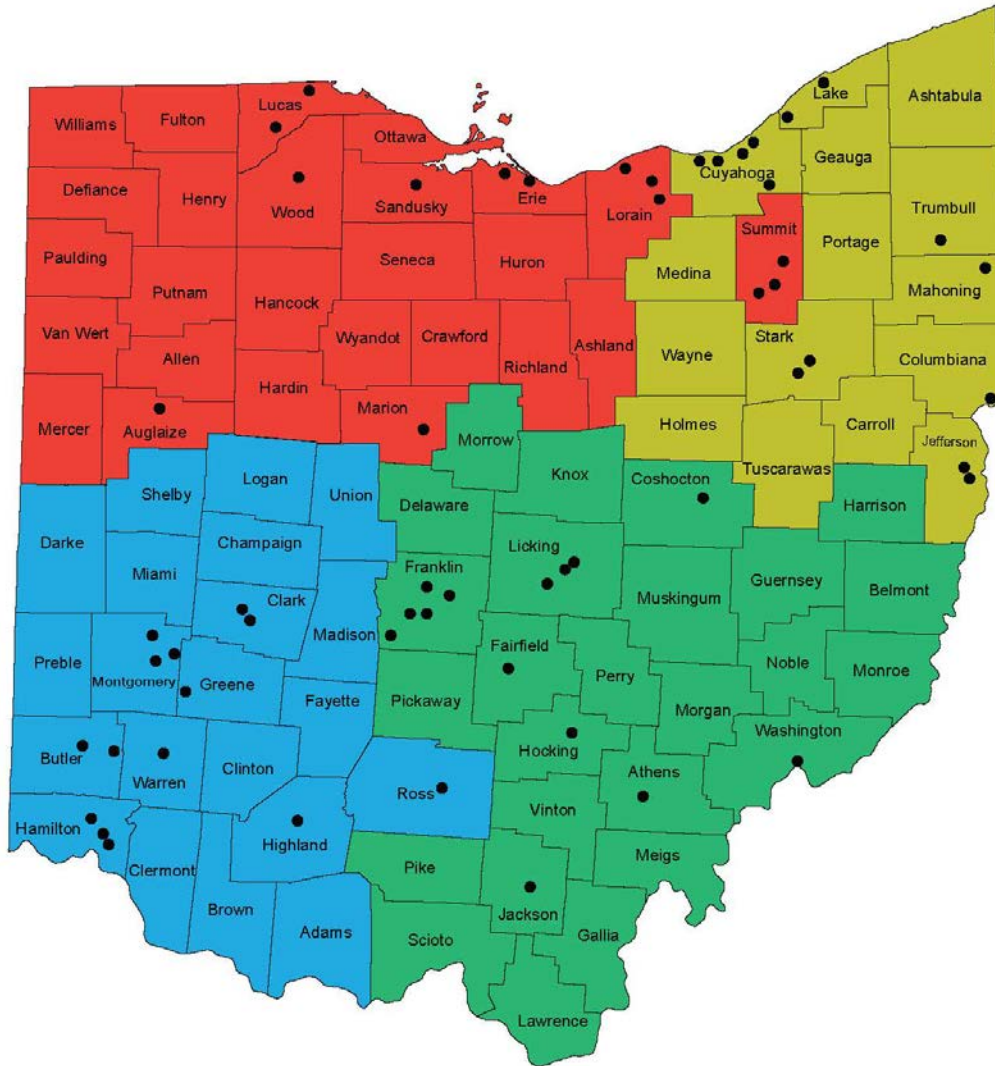 Lake
Ashtabula
Lucas
Williams
Fulton
Ottawa
Geauga
Cuyahoga
Defiance
Henry
Wood
Sandusky
Erie
Lorain
Trumbull
Summit
Portage
Paulding
Seneca
Huron
Medina
Putnam
Hancock
Mahoning
Van Wert
Wyandot
Crawford
Ashland
Stark
Allen
Richland
Wayne
Columbiana
Hardin
Marion
Mercer
Auglaize
Morrow
Holmes
Carroll
Jefferson
Tuscarawas
Logan
Union
Knox
Coshocton
Shelby
Delaware
Harrison
Darke
Champaign
Licking
Miami
Franklin
Guernsey
Belmont
Clark
Muskingum
Madison
Preble
Fairfield
Noble
Monroe
Montgomery
Greene
Perry
Fayette
Pickaway
Morgan
Washington
Butler
Hocking
Warren
Clinton
Athens
Ross
Vinton
Hamilton
Highland
Meigs
Clermont
Pike
Brown
Jackson
Adams
Scioto
Gallia
Lawrence